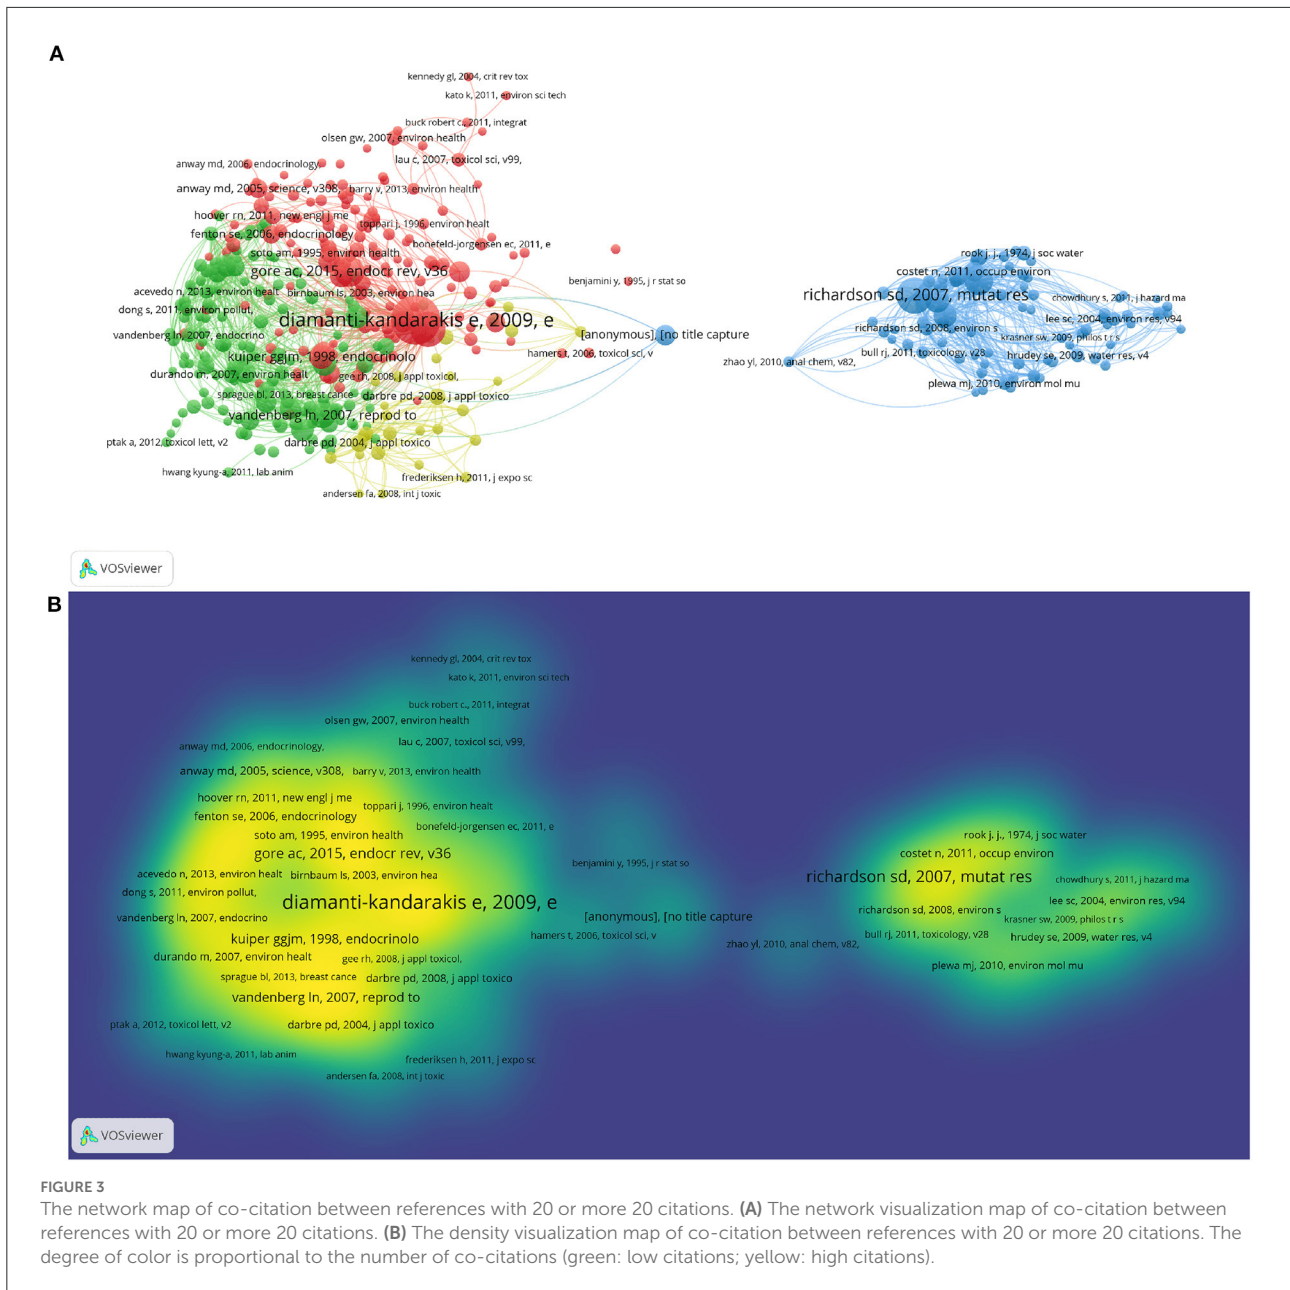 A
kennedy gl, 2004, crit rev tox
kato k, 2011, environ sci tech
buck robert c., 2011, integrat
olsen gw, 2007, environ health
lau c, 2007, toxicol sci, v99,
anway md, 2006, endocrinology,
anway md, 2005, science, v308,
barry v, 2013, environ health
hoover rn, 2011, new engl j me
toppari j, 1996, environ healt
fenton se, 2006, endocrinology
bonefeld-jorgensen ec, 2011, e
soto am, 1995, environ health
gore ac, 2015, endocr rev, v36
benjamini y, 1995, j r stat so
acevedo n, 2013, environ healt
birnbaum ls, 2003, environ hea
dong s, 2011, environ pollut,
diamanti-kandarakis e, 2009, e
vandenberg ln, 2007, endocrino
[anonymous], [no title capture
kuiper ggjm, 1998, endocrinolo
hamers t, 2006, toxicol sci, v
durando m, 2007, environ healt
gee rh, 2008, j appl toxicol,
sprague bl, 2013, breast cance
darbre pd, 2008, j appl toxico
vandenberg ln, 2007, reprod to
ptak a, 2012, toxicol lett, v2
darbre pd, 2004, j appl toxico
hwang kyung-a, 2011, lab anim
frederiksen h, 2011, j expo sc
andersen fa, 2008, int j toxic
rook j. j., 1974, j soc water
costet n, 2011, occup environ
richardson sd, 2007, mutat res
chowdhury s, 2011, j hazard ma
lee sc, 2004, environ res, v94
richardson sd, 2008, environ s
krasner sw, 2009, philos t r s
bull rj, 2011, toxicology, v28
hrudey se, 2009, water res, v4
zhao yl, 2010, anal chem, v82,
plewa mj, 2010, environ mol mu
VOSviewer
B
kennedy gl, 2004, crit rev tox
kato k, 2011, environ sci tech
buck robert c., 2011, integrat
olsen gw, 2007, environ health
lau c, 2007, toxicol sci, v99,
anway md, 2006, endocrinology,
anway md, 2005, science, v308,
barry v, 2013, environ health
hoover rn, 2011, new engl j me
toppari j, 1996, environ healt
fenton se, 2006, endocrinology
bonefeld-jorgensen ec, 2011, e
soto am, 1995, environ health
gore ac, 2015, endocr rev, v36
benjamini y, 1995, j r stat so
acevedo n, 2013, environ healt
birnbaum ls, 2003, environ hea
dong s, 2011, environ pollut,
diamanti-kandarakis e, 2009, e
vandenberg ln, 2007, endocrino
[anonymous], [no title capture
kuiper ggjm, 1998, endocrinolo
hamers t, 2006, toxicol sci, v
durando m, 2007, environ healt
gee rh, 2008, j appl toxicol,
sprague bl, 2013, breast cance
darbre pd, 2008, j appl toxico
vandenberg ln, 2007, reprod to
ptak a, 2012, toxicol lett, v2
darbre pd, 2004, j appl toxico
hwang kyung-a, 2011, lab anim
frederiksen h, 2011, j expo sc
andersen fa, 2008, int j toxic
rook j. j., 1974, j soc water
costet n, 2011, occup environ
richardson sd, 2007, mutat res
chowdhury s, 2011, j hazard ma
lee sc, 2004, environ res, v94
richardson sd, 2008, environ s
krasner sw, 2009, philos t r s
bull rj, 2011, toxicology, v28
hrudey se, 2009, water res, v4
zhao yl, 2010, anal chem, v82,
plewa mj, 2010, environ mol mu
VOSviewer
FIGURE 3
The network map of co-citation between references with 20 or more 20 citations. (A) The network visualization map of co-citation between
references with 20 or more 20 citations. (B) The density visualization map of co-citation between references with 20 or more 20 citations. The
degree of color is proportional to the number of co-citations (green: low citations; yellow: high citations).